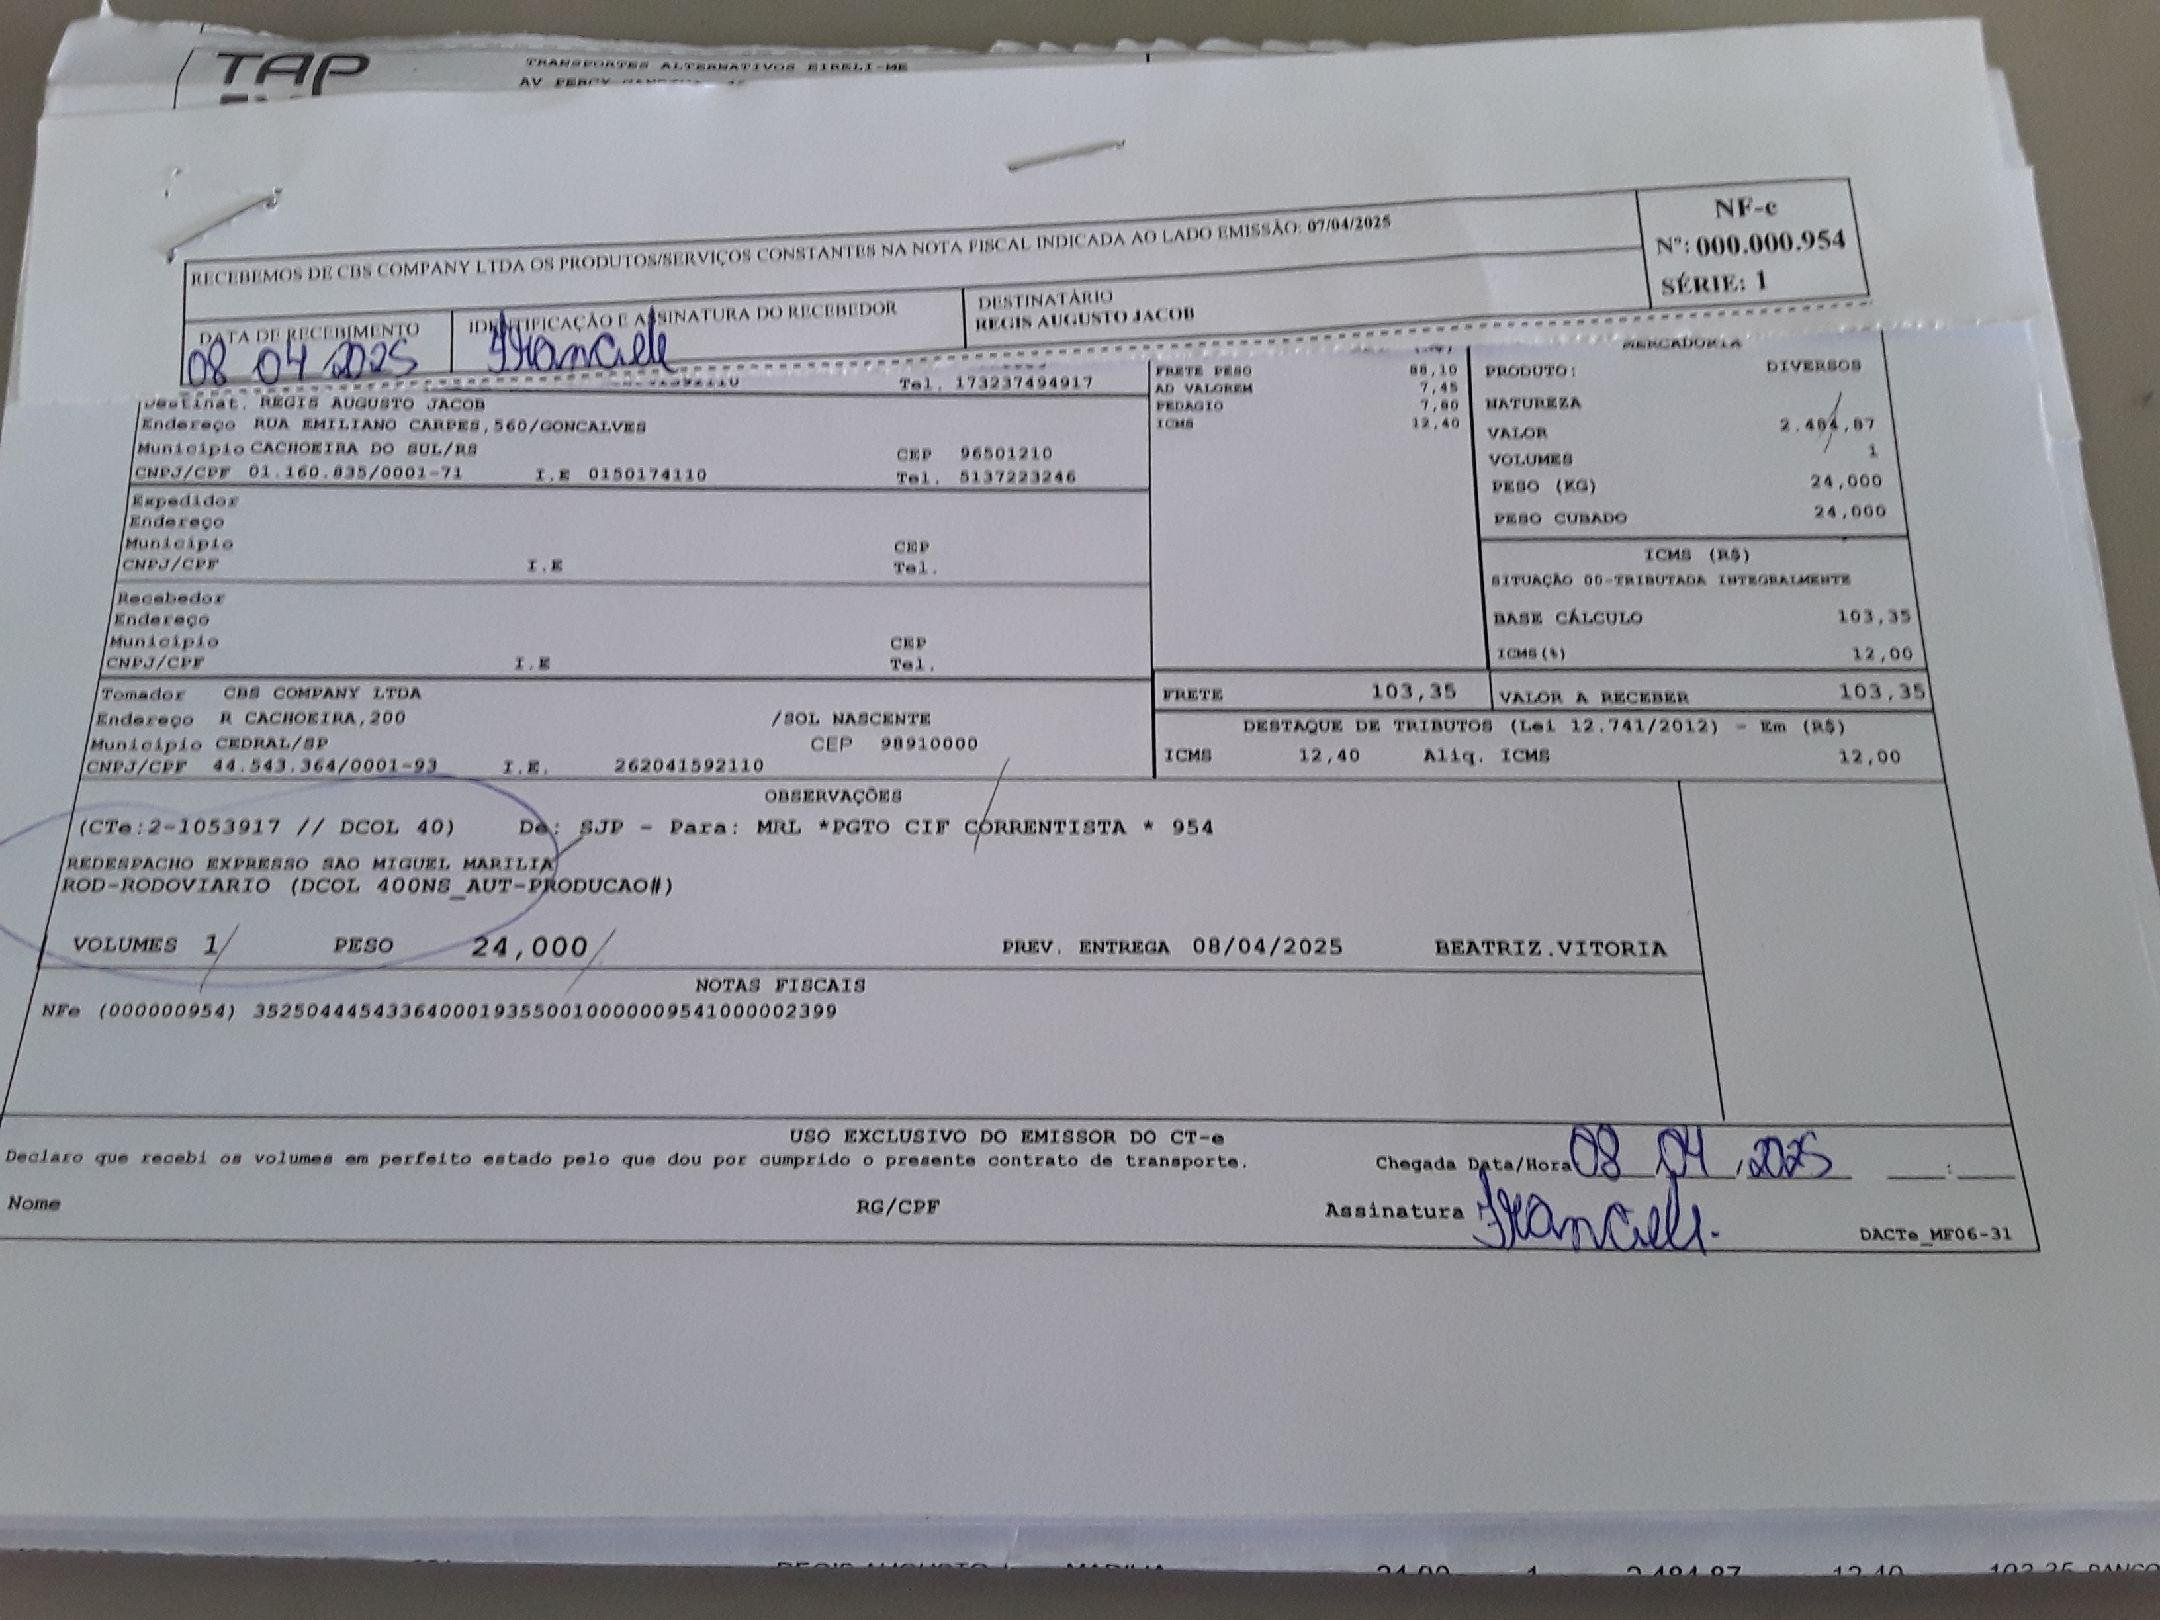 TAP
TRANSPORTES ALTERNATIVOS EIRELI-ME
AV PERCY
RECEBEMOS DE CBS COMPANY LTDA OS PRODUTOS/SERVIÇOS CONSTANTES NA NOTA FISCAL INDICADA AO LADO EMISSÃO: 07/04/2025
NF-e
Nº: 000.000.954
SÉRIE: 1
DATA DE RECEBIMENTO
08 04 2025
IDENTIFICAÇÃO E ASSINATURA DO RECEBEDOR
Franciele
DESTINATÁRIO
REGIS AUGUSTO JACOB
Tel. 173237494917
Destinat. REGIS AUGUSTO JACOB
Endereço RUA EMILIANO CARPES,560/GONCALVES
Município CACHOEIRA DO SUL/RS CEP 96501210
CNPJ/CPF 01.160.835/0001-71 I.E 0150174110 Tel. 5137223246
Expedidor
Endereço
Município CEP
CNPJ/CPF I.E Tel.
Recebedor
Endereço
Município CEP
CNPJ/CPF I.E Tel.
Tomador CBS COMPANY LTDA
Endereço R CACHOEIRA,200 /SOL NASCENTE
Município CEDRAL/SP CEP 98910000
CNPJ/CPF 44.543.364/0001-93 I.E. 262041592110
FRETE PESO 88,10
AD VALOREM 7,45
PEDAGIO 7,80
ICMS 12,40
MERCADORIA
PRODUTO: DIVERSOS
NATUREZA
VALOR 2.484,87
VOLUMES 1
PESO (KG) 24,000
PESO CUBADO 24,000
ICMS (R$)
SITUAÇÃO 00-TRIBUTADA INTEGRALMENTE
BASE CÁLCULO 103,35
ICMS(%) 12,00
FRETE 103,35 VALOR A RECEBER 103,35
DESTAQUE DE TRIBUTOS (Lei 12.741/2012) - Em (R$)
ICMS 12,40 Aliq. ICMS 12,00
OBSERVAÇÕES
(CTe:2-1053917 // DCOL 40) De: SJP - Para: MRL *PGTO CIF CORRENTISTA * 954
REDESPACHO EXPRESSO SAO MIGUEL MARILIA
ROD-RODOVIARIO (DCOL 400NS_AUT-PRODUCAO#)
VOLUMES 1 PESO 24,000 PREV. ENTREGA 08/04/2025 BEATRIZ.VITORIA
NOTAS FISCAIS
NFe (000000954) 35250444543364000193550010000009541000002399
USO EXCLUSIVO DO EMISSOR DO CT-e
Declaro que recebi os volumes em perfeito estado pelo que dou por cumprido o presente contrato de transporte.
Chegada Data/Hora 08 04 2025 __:__
Nome RG/CPF Assinatura Franciele.
DACTe_MF06-31